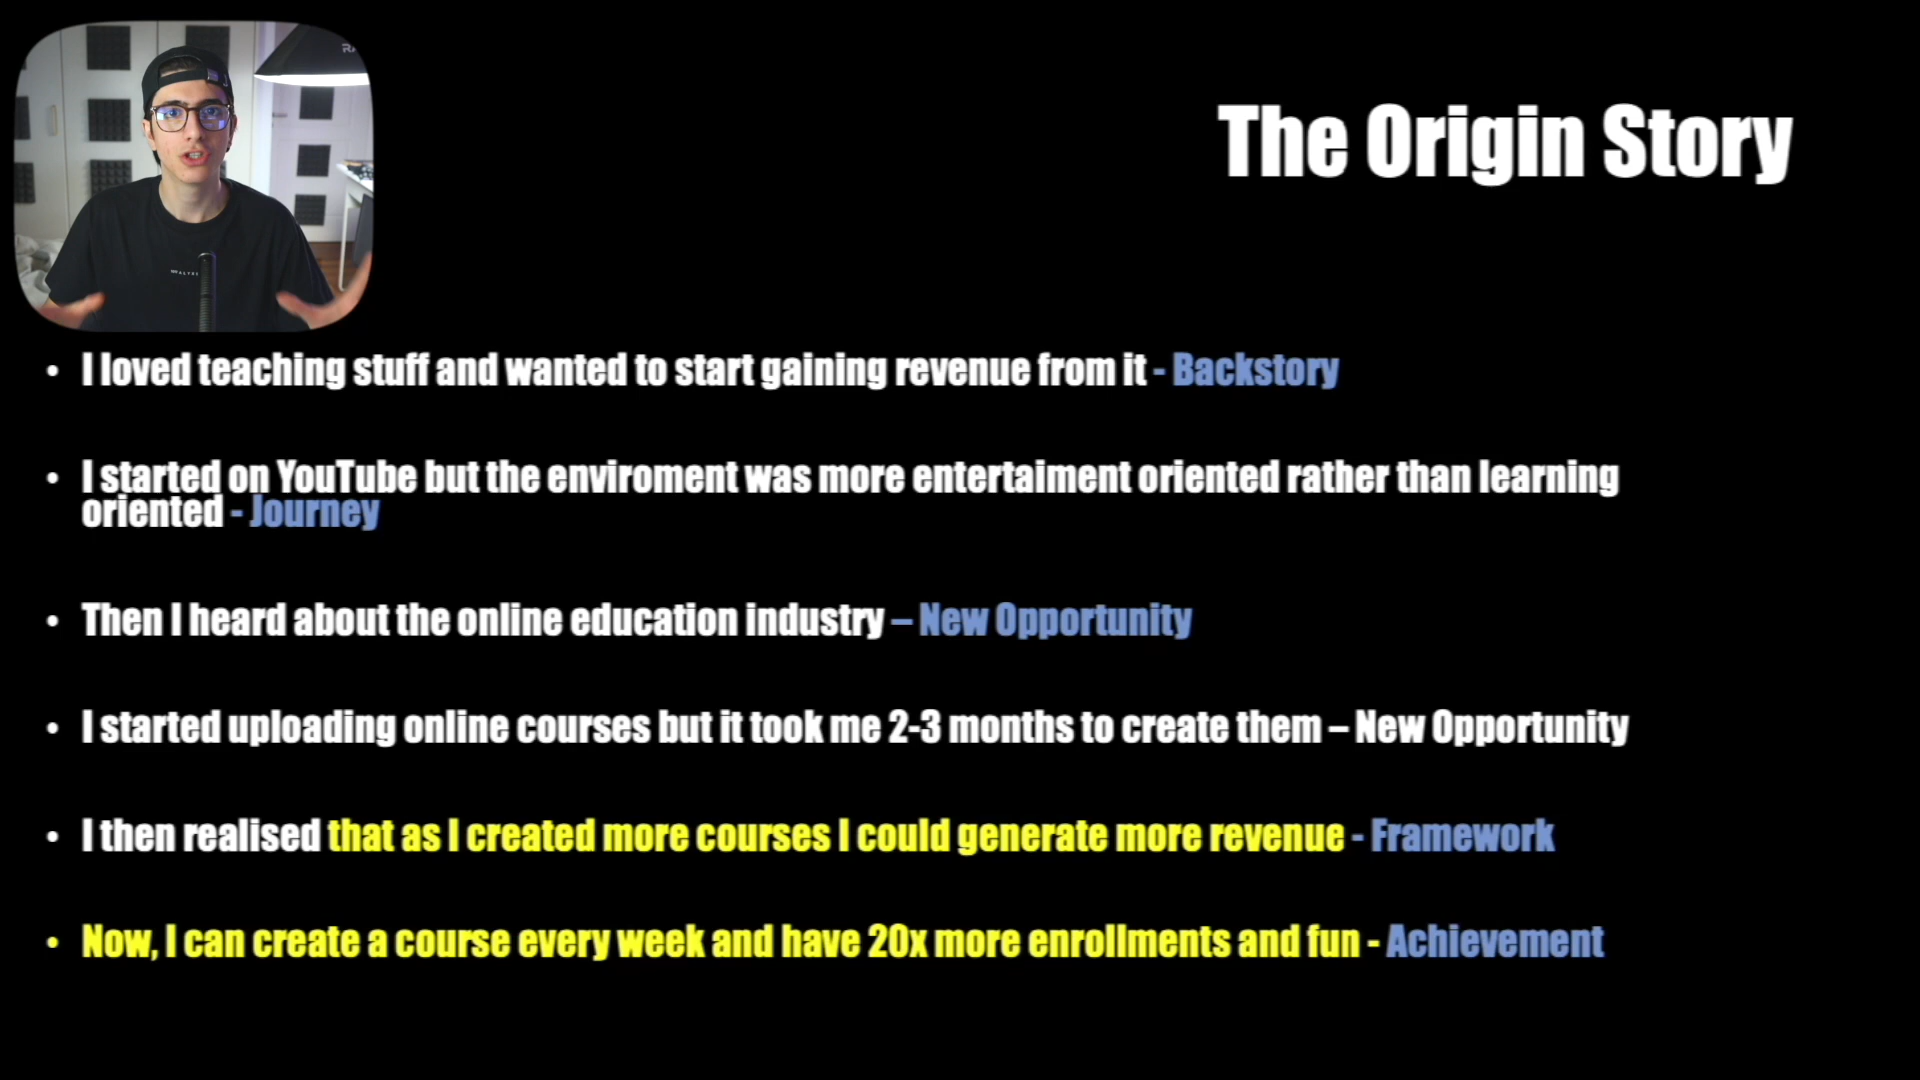 The Origin Story
• I loved teaching stuff and wanted to start gaining revenue from it - Backstory
• I started on YouTube but the enviroment was more entertaiment oriented rather than learning
oriented - Journey
• Then I heard about the online education industry – New Opportunity
• I started uploading online courses but it took me 2-3 months to create them – New Opportunity
• I then realised that as I created more courses I could generate more revenue - Framework
• Now, I can create a course every week and have 20x more enrollments and fun - Achievement